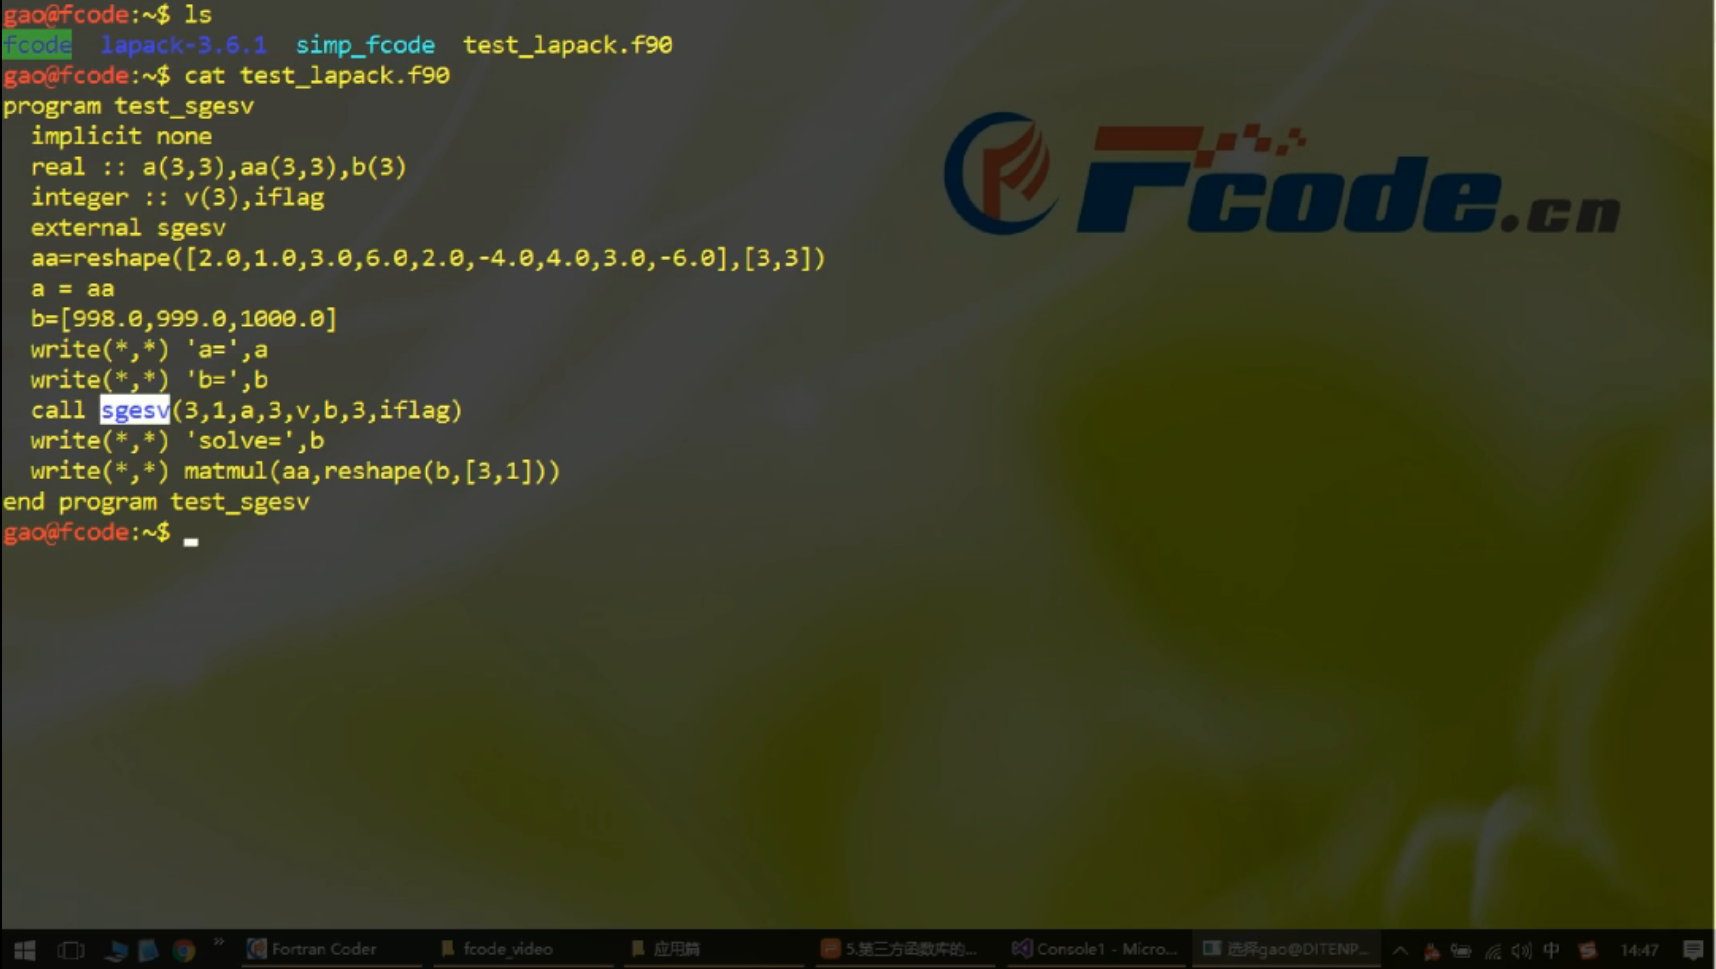 gao@fcode:~$ ls
fcode  lapack-3.6.1  simp_fcode  test_lapack.f90
gao@fcode:~$ cat test_lapack.f90
program test_sgesv
  implicit none
  real :: a(3,3),aa(3,3),b(3)
  integer :: v(3),iflag
  external sgesv
  aa=reshape([2.0,1.0,3.0,6.0,2.0,-4.0,4.0,3.0,-6.0],[3,3])
  a = aa
  b=[998.0,999.0,1000.0]
  write(*,*) 'a=',a
  write(*,*) 'b=',b
  call sgesv(3,1,a,3,v,b,3,iflag)
  write(*,*) 'solve=',b
  write(*,*) matmul(aa,reshape(b,[3,1]))
end program test_sgesv
gao@fcode:~$
Fcode.cn
Fortran Coder
fcode_video
应用篇
5.第三方函数库的...
Console1 - Micro...
选择gao@DITENP...
中
14:47